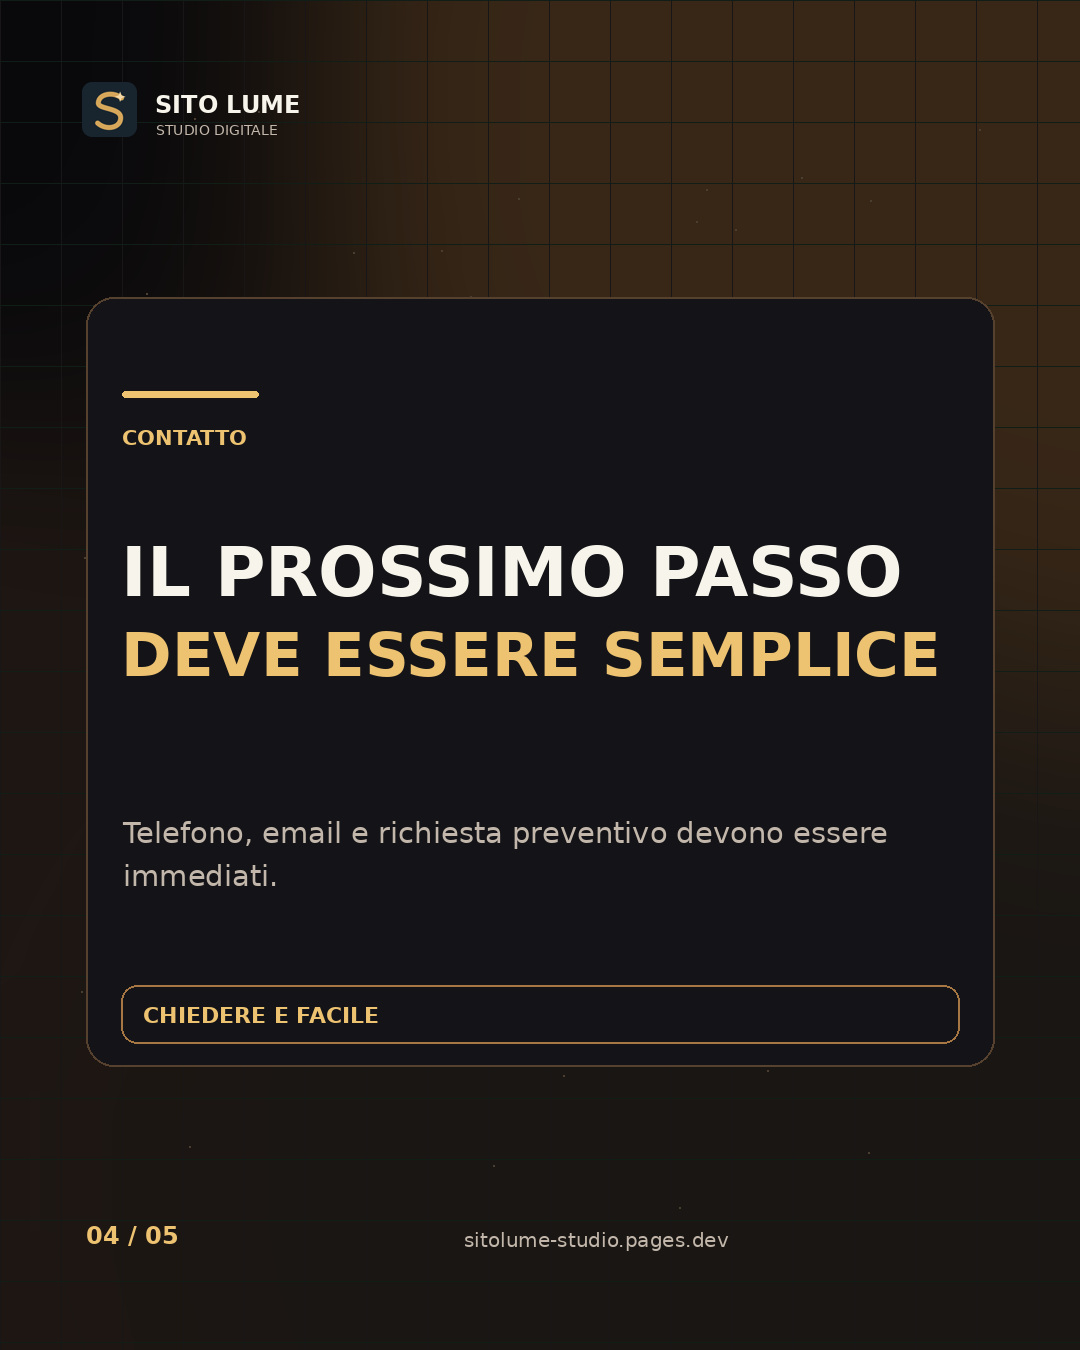 SITO LUME
STUDIO DIGITALE
CONTATTO
IL PROSSIMO PASSO
DEVE ESSERE SEMPLICE
Telefono, email e richiesta preventivo devono essere
immediati.
CHIEDERE E FACILE
04 / 05
sitolume-studio.pages.dev